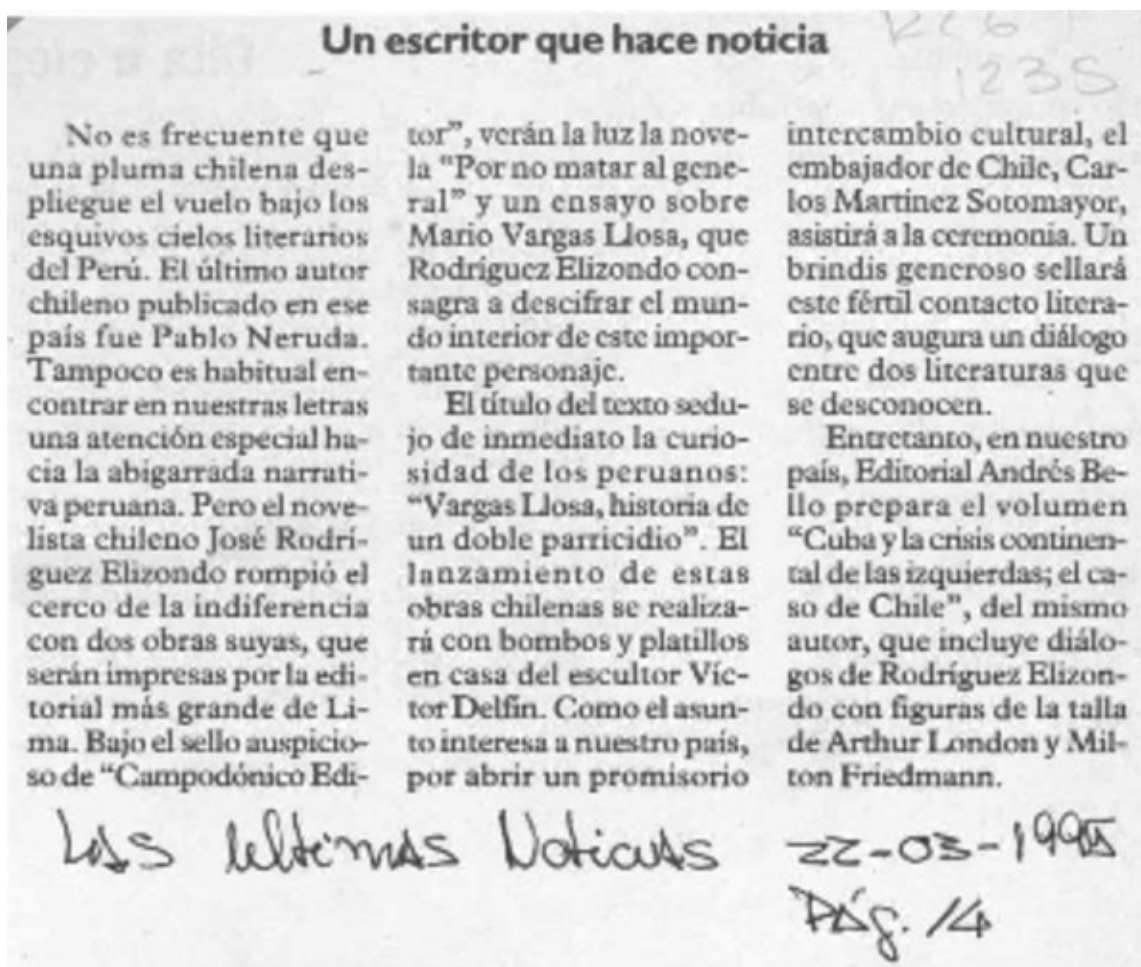 Un escritor que hace noticia
1226
1235
No es frecuente que
una pluma chilena des-
pliegue el vuelo bajo los
esquivos cielos literarios
del Perú. El último autor
chileno publicado en ese
país fue Pablo Neruda.
Tampoco es habitual en-
contrar en nuestras letras
una atención especial ha-
cia la abigarrada narrati-
va peruana. Pero el nove-
lista chileno José Rodrí-
guez Elizondo rompió el
cerco de la indiferencia
con dos obras suyas, que
serán impresas por la edi-
torial más grande de Li-
ma. Bajo el sello auspicio-
so de “Campodónico Edi-
tor”, verán la luz la nove-
la “Por no matar al gene-
ral” y un ensayo sobre
Mario Vargas Llosa, que
Rodríguez Elizondo con-
sagra a descifrar el mun-
do interior de este impor-
tante personaje.
El título del texto sedu-
jo de inmediato la curio-
sidad de los peruanos:
“Vargas Llosa, historia de
un doble parricidio”. El
lanzamiento de estas
obras chilenas se realiza-
rá con bombos y platillos
en casa del escultor Víc-
tor Delfín. Como el asun-
to interesa a nuestro país,
por abrir un promisorio
intercambio cultural, el
embajador de Chile, Car-
los Martínez Sotomayor,
asistirá a la ceremonia. Un
brindis generoso sellará
este fértil contacto litera-
rio, que augura un diálogo
entre dos literaturas que
se desconocen.
Entretanto, en nuestro
país, Editorial Andrés Be-
llo prepara el volumen
“Cuba y la crisis continen-
tal de las izquierdas; el ca-
so de Chile”, del mismo
autor, que incluye diálo-
gos de Rodríguez Elizon-
do con figuras de la talla
de Arthur London y Mil-
ton Friedmann.
Las Ultimas Noticias 22-03-
Pág. 14